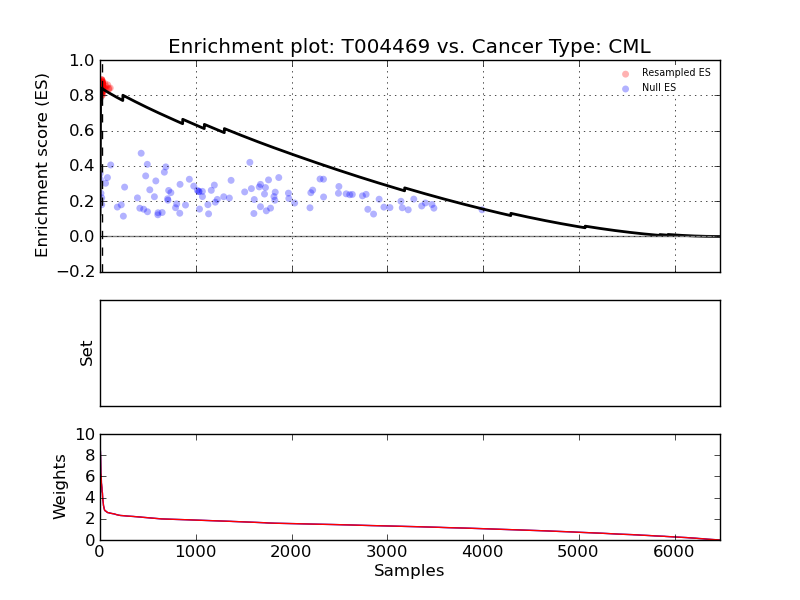 Enrichment plot: T004469 vs. Cancer Type: CML
Enrichment score (ES)
1.0
0.8
0.6
0.4
0.2
0.0
−0.2
Resampled ES
Null ES
Set
Weights
10
8
6
4
2
0
0 1000 2000 3000 4000 5000 6000
Samples